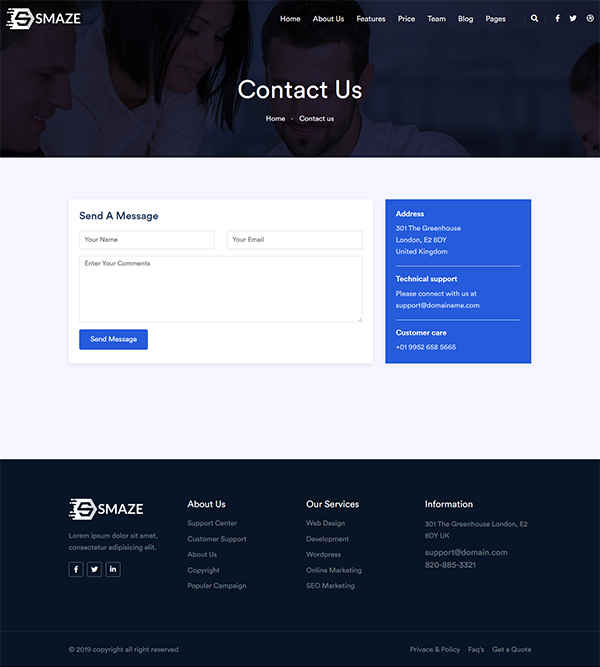 SMAZE
Home About Us Features Price Team Blog Pages
Contact Us
Home · Contact us
Send A Message
Your Name
Your Email
Enter Your Comments
Send Message
Address
301 The Greenhouse
London, E2 8DY
United Kingdom
Technical support
Please connect with us at
support@domainame.com
Customer care
+01 9952 658 5665
SMAZE
Lorem ipsum dolor sit amet,
consectetur adipisicing elit.
About Us
Support Center
Customer Support
About Us
Copyright
Popular Campaign
Our Services
Web Design
Development
Wordpress
Online Marketing
SEO Marketing
Information
301 The Greenhouse London, E2
8DY UK
support@domain.com
820-885-3321
© 2019 copyright all right reserved
Privace & Policy Faq's Get a Quote